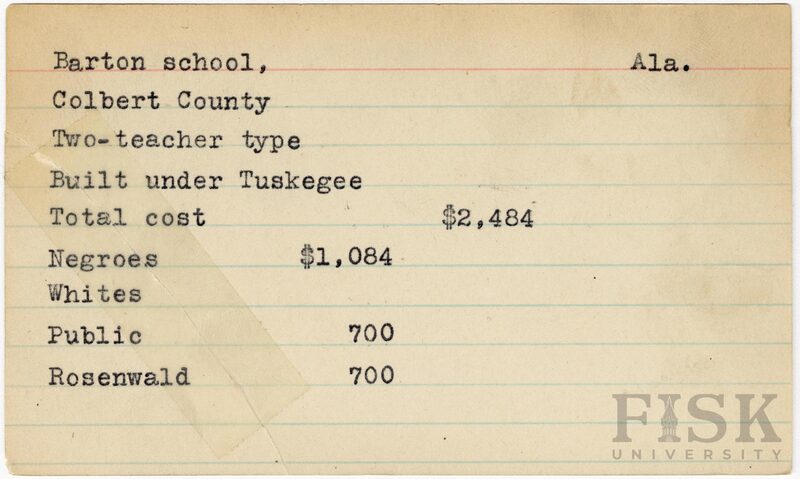 Barton school, Ala.
Colbert County
Two-teacher type
Built under Tuskegee
Total cost $2,484
Negroes $1,084
Whites
Public 700
Rosenwald 700
FISK
UNIVERSITY